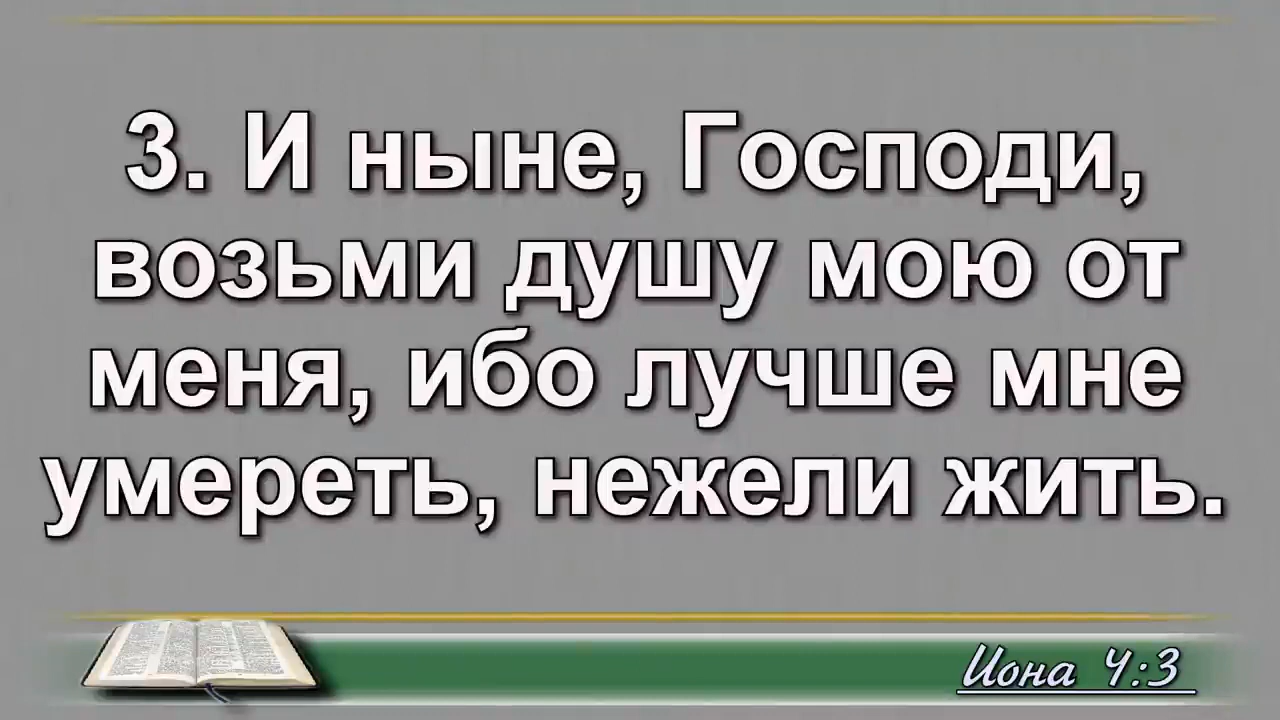 3. И ныне, Господи,
возьми душу мою от
меня, ибо лучше мне
умереть, нежели жить.
Иона 4:3